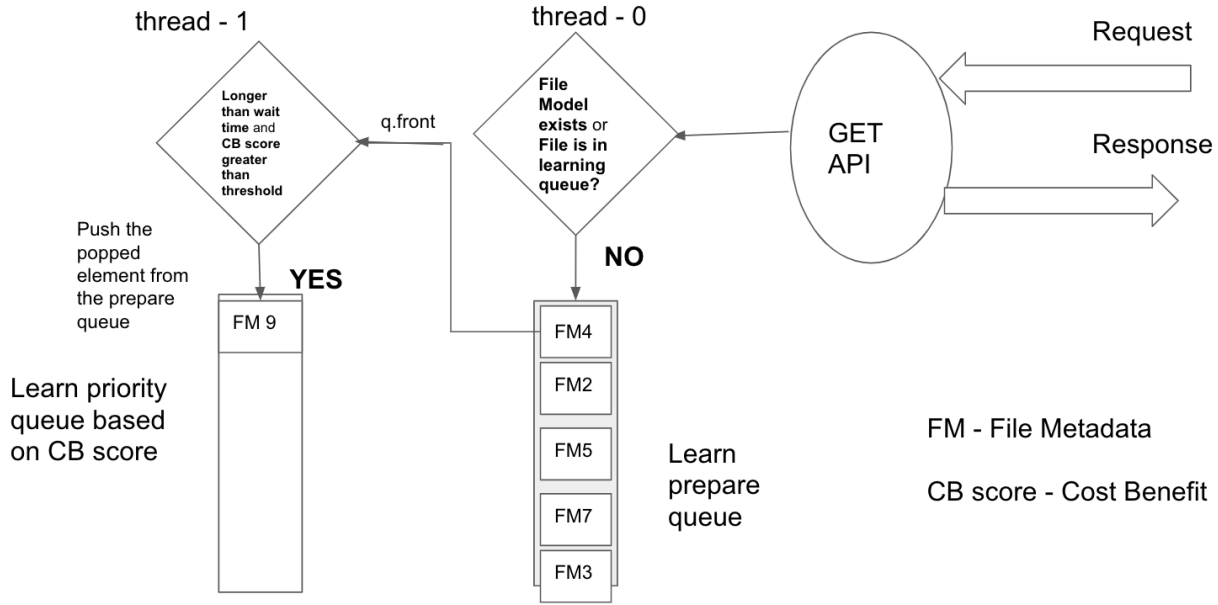 thread - 1
thread - 0
Request
Longer
than wait
time and
CB score
greater
than
threshold
q.front
File
Model
exists or
File is in
learning
queue?
GET
API
Response
Push the
popped
element from
the prepare
queue
YES
NO
FM 9
FM4
FM2
FM5
FM7
FM3
Learn priority
queue based
on CB score
Learn
prepare
queue
FM - File Metadata
CB score - Cost Benefit